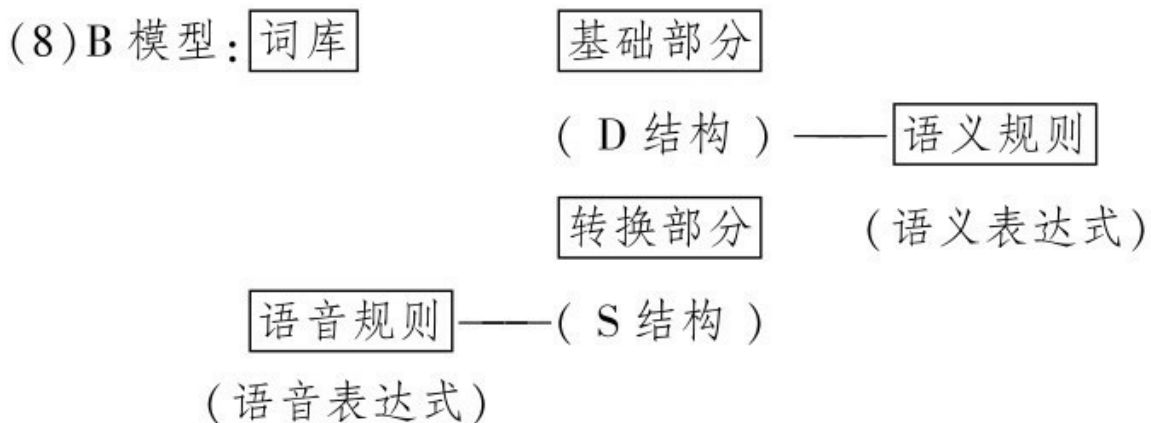 (8)B 模型:词库 基础部分
( D 结构 ) 语义规则
转换部分 (语义表达式)
语音规则 ( S 结构 )
(语音表达式)